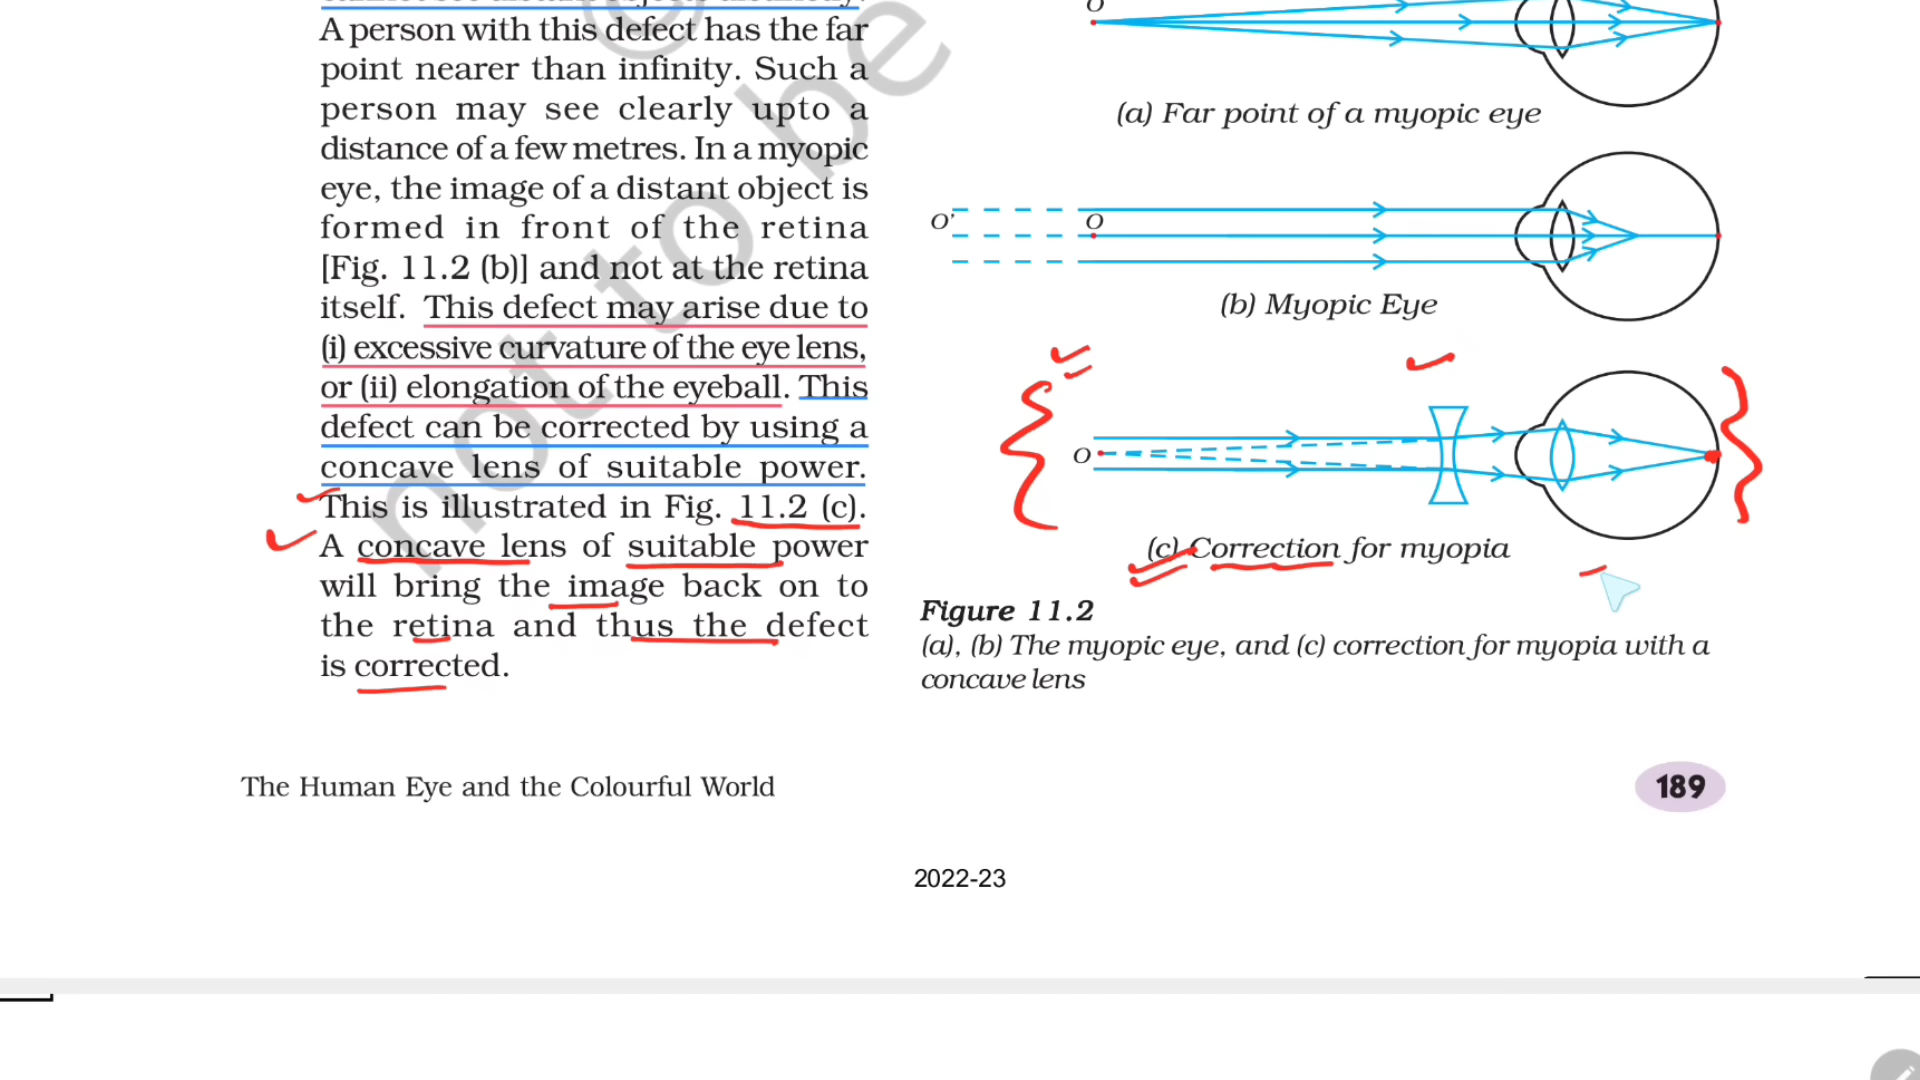 A person with this defect has the far
point nearer than infinity. Such a
person may see clearly upto a
distance of a few metres. In a myopic
eye, the image of a distant object is
formed in front of the retina
[Fig. 11.2 (b)] and not at the retina
itself. This defect may arise due to
(i) excessive curvature of the eye lens,
or (ii) elongation of the eyeball. This
defect can be corrected by using a
concave lens of suitable power.
This is illustrated in Fig. 11.2 (c).
A concave lens of suitable power
will bring the image back on to
the retina and thus the defect
is corrected.
O
(a) Far point of a myopic eye
O'
O
(b) Myopic Eye
O
(c) Correction for myopia
Figure 11.2
(a), (b) The myopic eye, and (c) correction for myopia with a
concave lens
not to be
©
The Human Eye and the Colourful World
189
2022-23